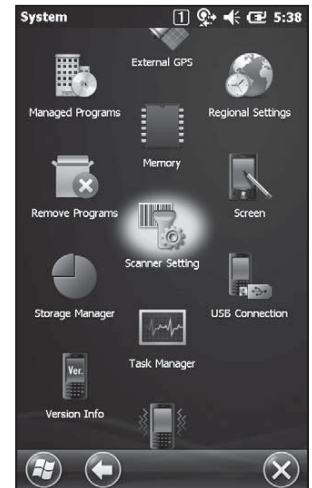 System 1 5:38
External GPS
Managed Programs
Regional Settings
Memory
Remove Programs
Screen
Scanner Setting
Storage Manager
USB Connection
Task Manager
Ver.
Version Info